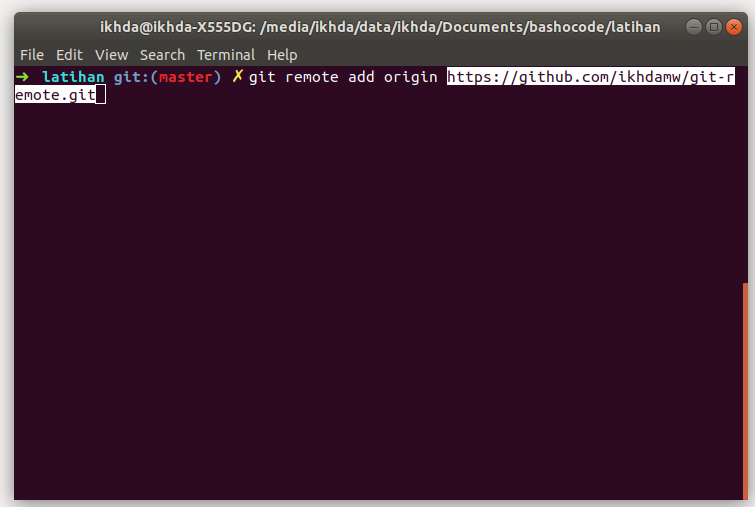 ikhda@ikhda-X555DG: /media/ikhda/data/ikhda/Documents/bashocode/latihan
File Edit View Search Terminal Help
➜ latihan git:(master) ✗ git remote add origin https://github.com/ikhdamw/git-r
emote.git